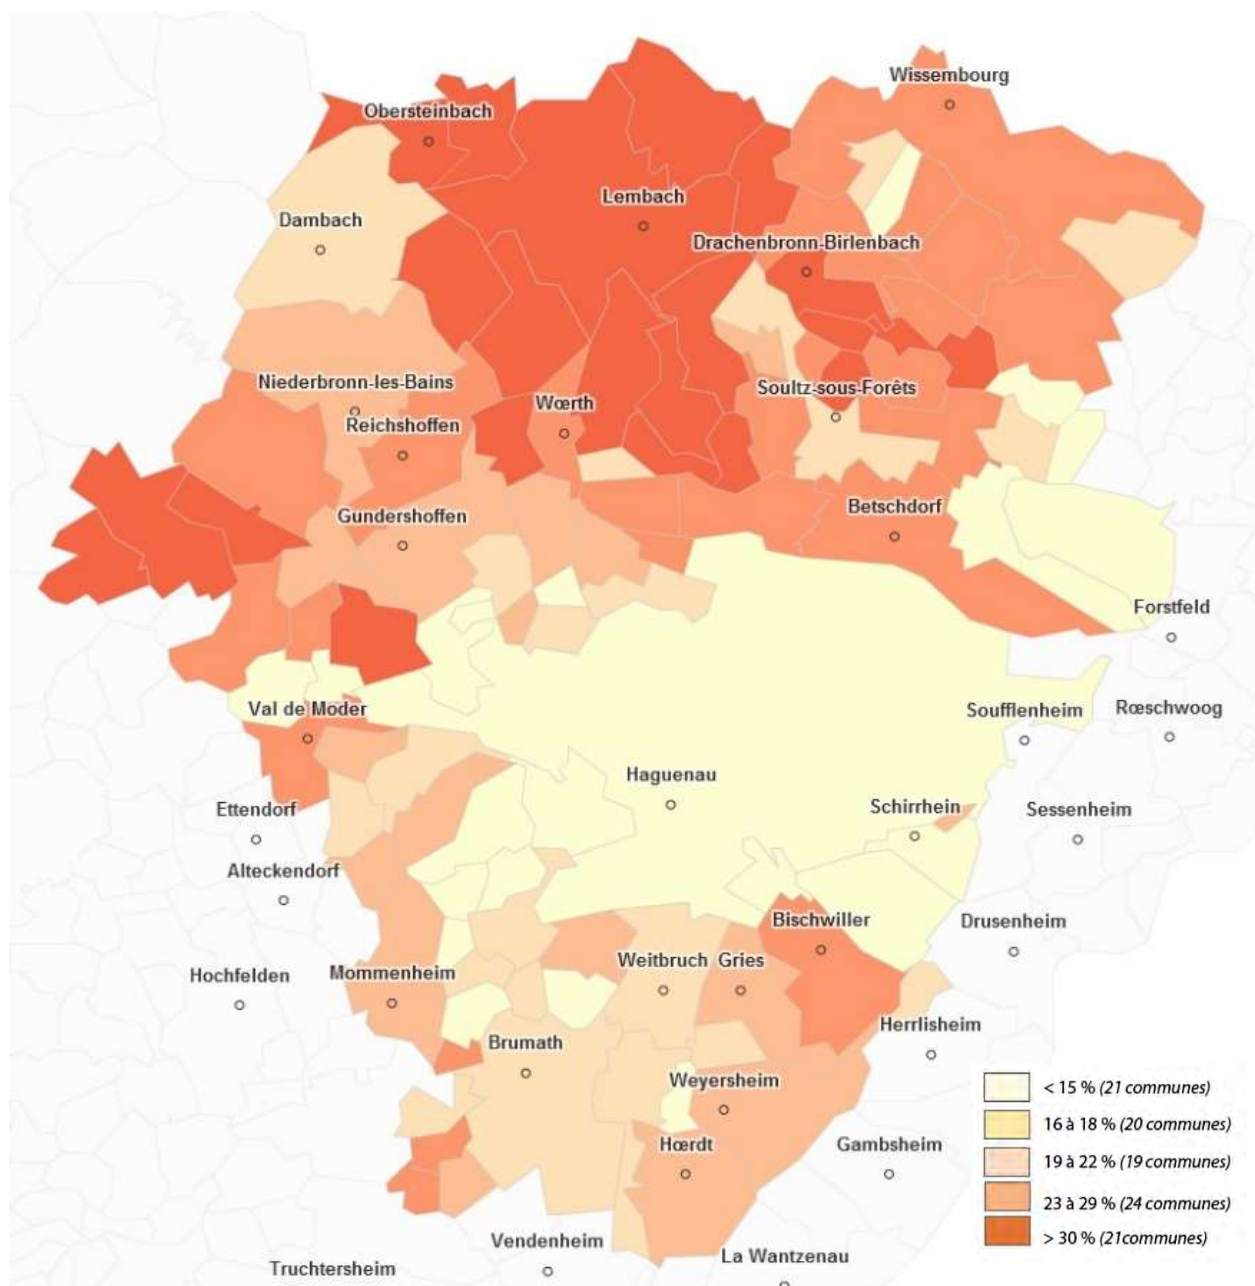 Wissembourg
Obersteinbach
Lembach
Dambach
Drachenbronn-Birlenbach
Niederbronn-les-Bains
Soultz-sous-Forêts
Wœrth
Reichshoffen
Gundershoffen
Betschdorf
Forstfeld
Val de Moder
Soufflenheim
Rœschwoog
Haguenau
Ettendorf
Schirrhein
Sessenheim
Alteckendorf
Bischwiller
Drusenheim
Hochfelden
Mommenheim
Weitbruch
Gries
Herrlisheim
Brumath
Weyersheim
Hœrdt
Gambsheim
Vendenheim
La Wantzenau
Truchtersheim
< 15 % (21 communes)
16 à 18 % (20 communes)
19 à 22 % (19 communes)
23 à 29 % (24 communes)
> 30 % (21communes)